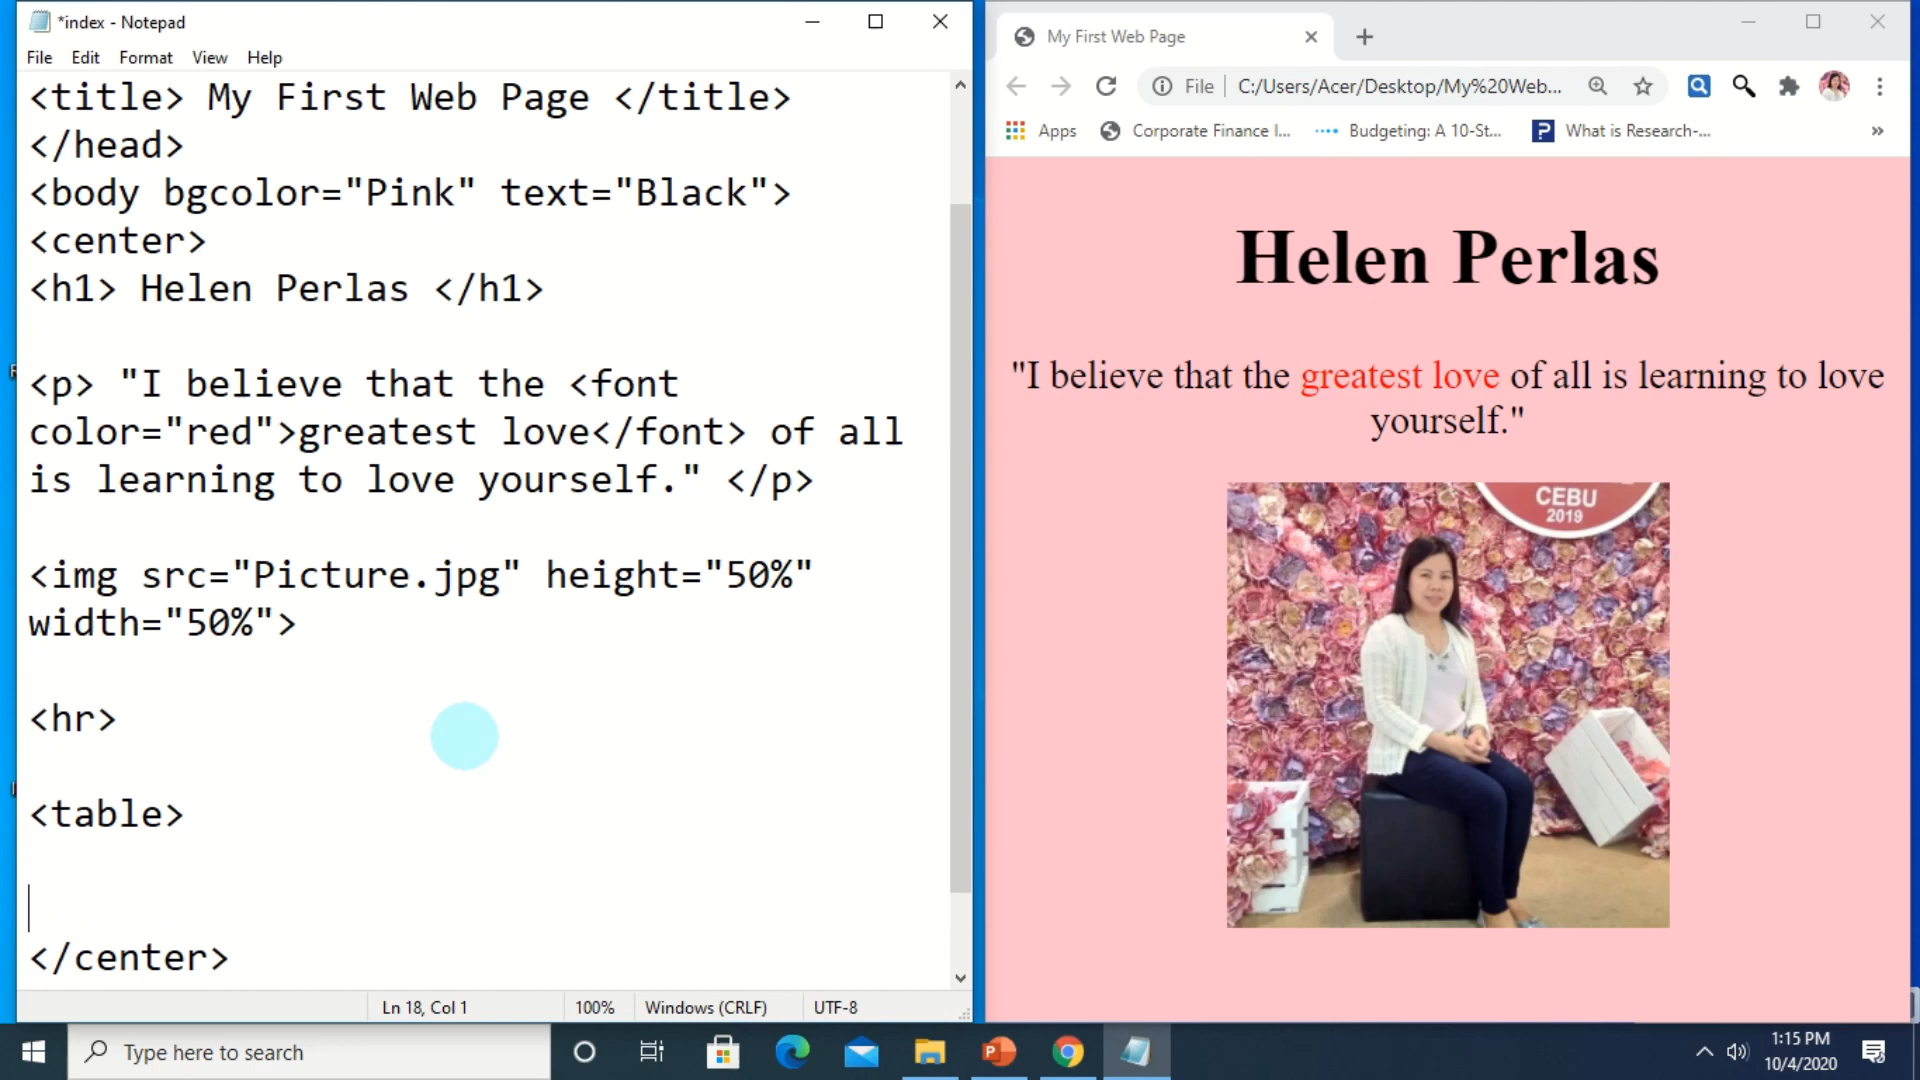 *index - Notepad
File Edit Format View Help
<title> My First Web Page </title>
</head>
<body bgcolor="Pink" text="Black">
<center>
<h1> Helen Perlas </h1>
<p> "I believe that the <font
color="red">greatest love</font> of all
is learning to love yourself." </p>
<img src="Picture.jpg" height="50%"
width="50%">
<hr>
<table>
</center>
Ln 18, Col 1 100% Windows (CRLF) UTF-8
My First Web Page
File C:/Users/Acer/Desktop/My%20Web...
Apps Corporate Finance I... Budgeting: A 10-St... What is Research-...
Helen Perlas
"I believe that the greatest love of all is learning to love
yourself."
CEBU
2019
Type here to search
1:15 PM
10/4/2020